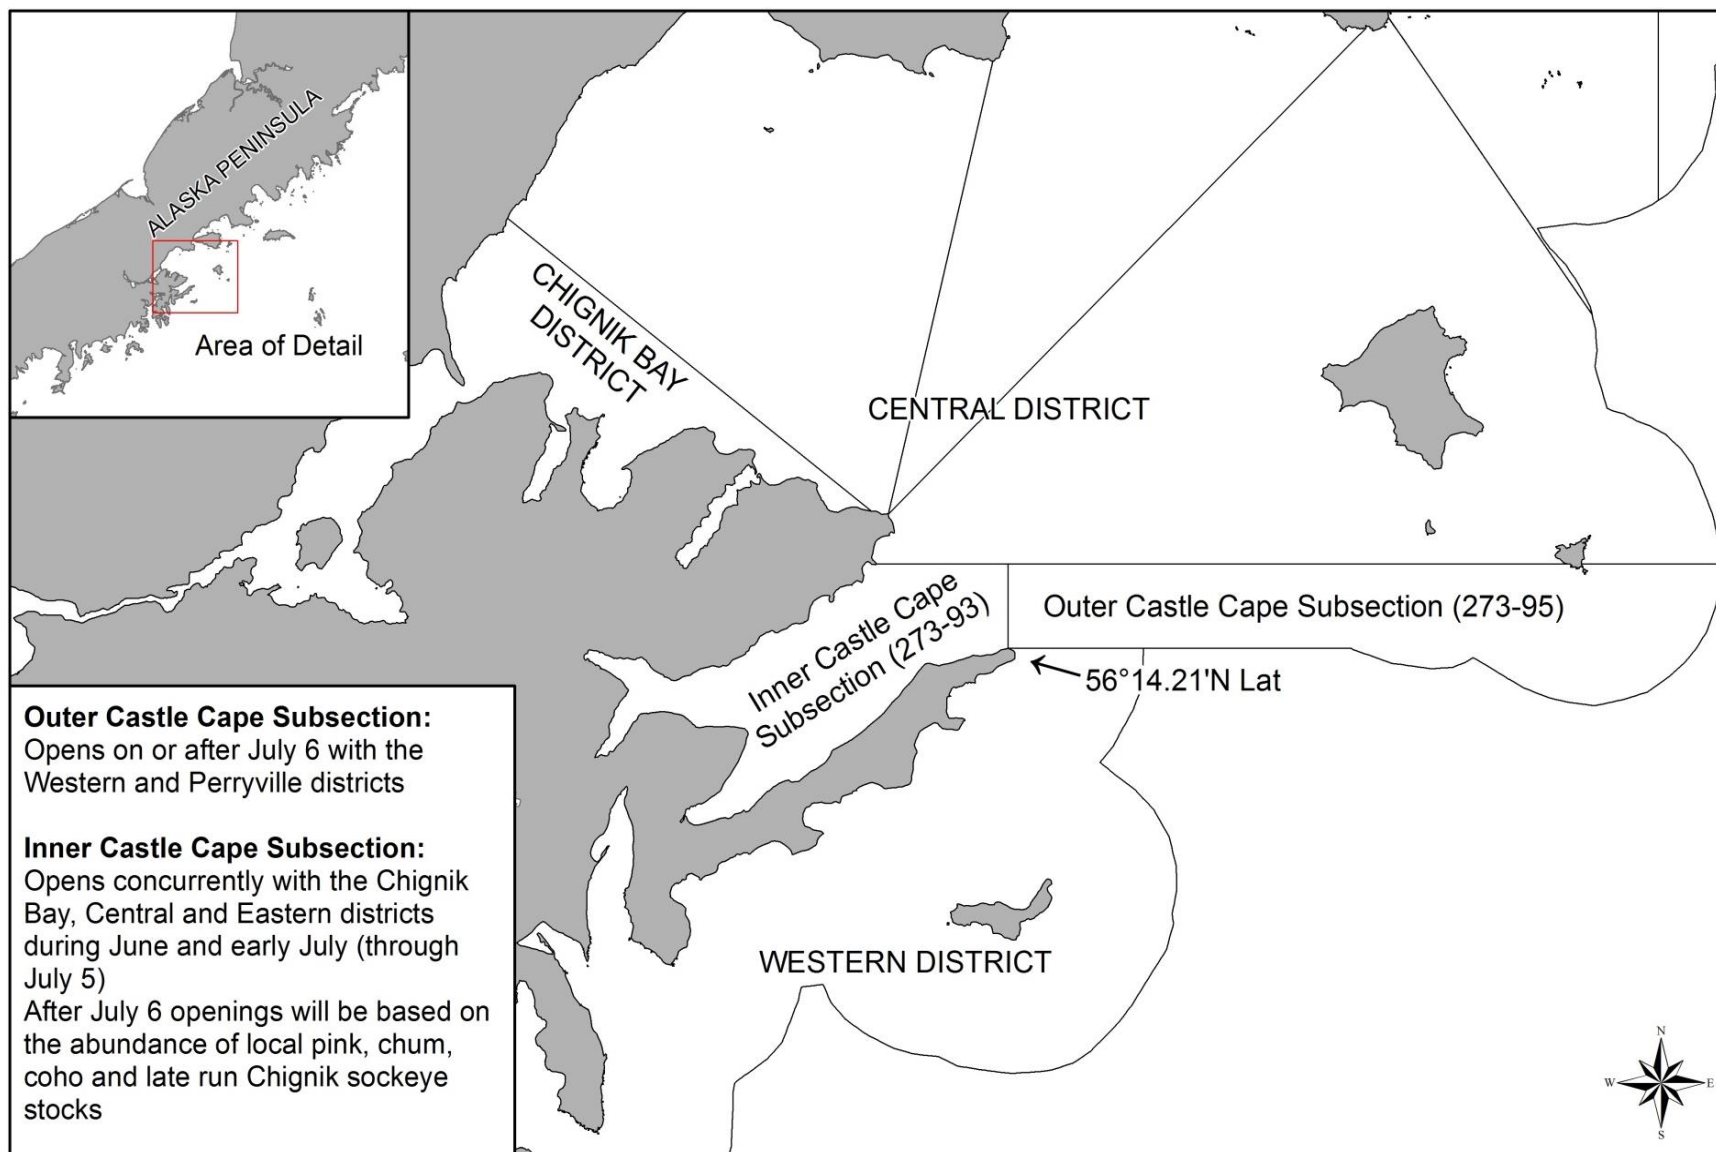 ALASKA PENINSULA
Area of Detail
CHIGNIK BAY
DISTRICT
CENTRAL DISTRICT
Inner Castle Cape
Subsection (273-93)
Outer Castle Cape Subsection (273-95)
56°14.21'N Lat
WESTERN DISTRICT
Outer Castle Cape Subsection:
Opens on or after July 6 with the
Western and Perryville districts
Inner Castle Cape Subsection:
Opens concurrently with the Chignik
Bay, Central and Eastern districts
during June and early July (through
July 5)
After July 6 openings will be based on
the abundance of local pink, chum,
coho and late run Chignik sockeye
stocks
N
W
E
S